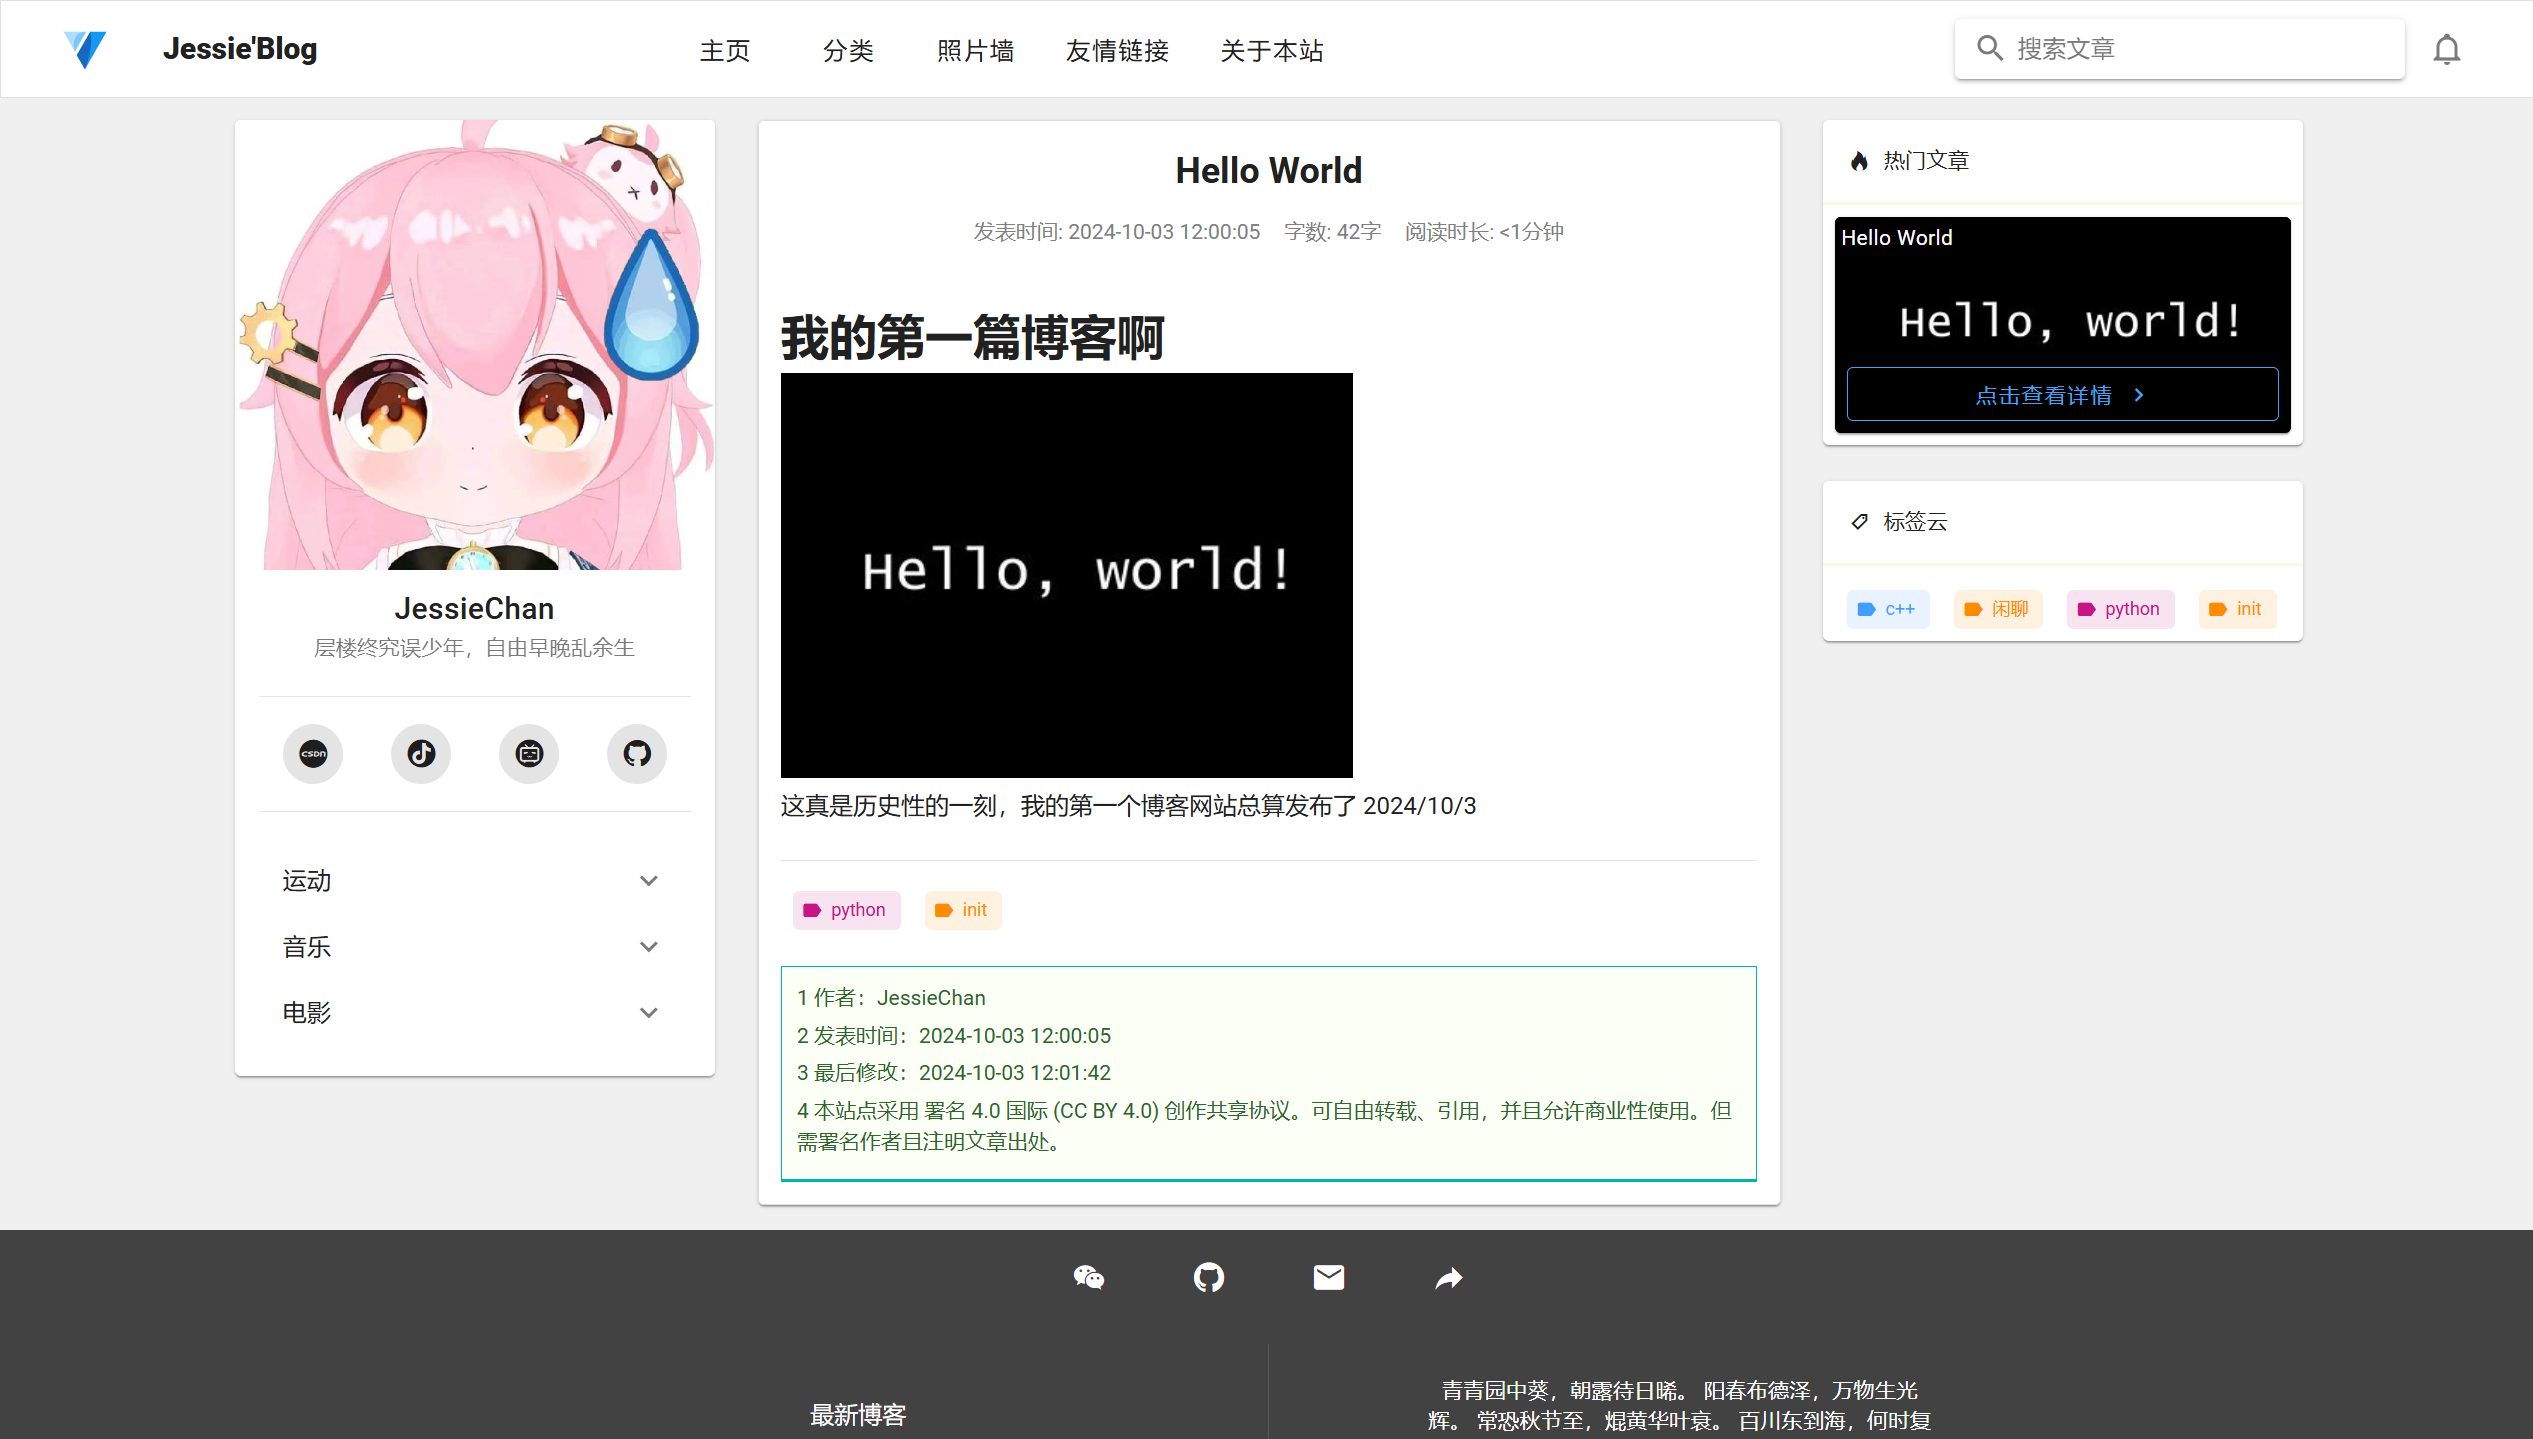 Jessie'Blog
主页
分类
照片墙
友情链接
关于本站
搜索文章
JessieChan
层楼终究误少年，自由早晚乱余生
CSDN
运动
音乐
电影
Hello World
发表时间: 2024-10-03 12:00:05 字数: 42字 阅读时长: <1分钟
我的第一篇博客啊
Hello, world!
这真是历史性的一刻，我的第一个博客网站总算发布了 2024/10/3
python
init
1 作者：JessieChan
2 发表时间：2024-10-03 12:00:05
3 最后修改：2024-10-03 12:01:42
4 本站点采用 署名 4.0 国际 (CC BY 4.0) 创作共享协议。可自由转载、引用，并且允许商业性使用。但
需署名作者且注明文章出处。
热门文章
Hello World
Hello, world!
点击查看详情
标签云
c++
闲聊
python
init
最新博客
青青园中葵，朝露待日晞。 阳春布德泽，万物生光
辉。 常恐秋节至，焜黄华叶衰。 百川东到海，何时复